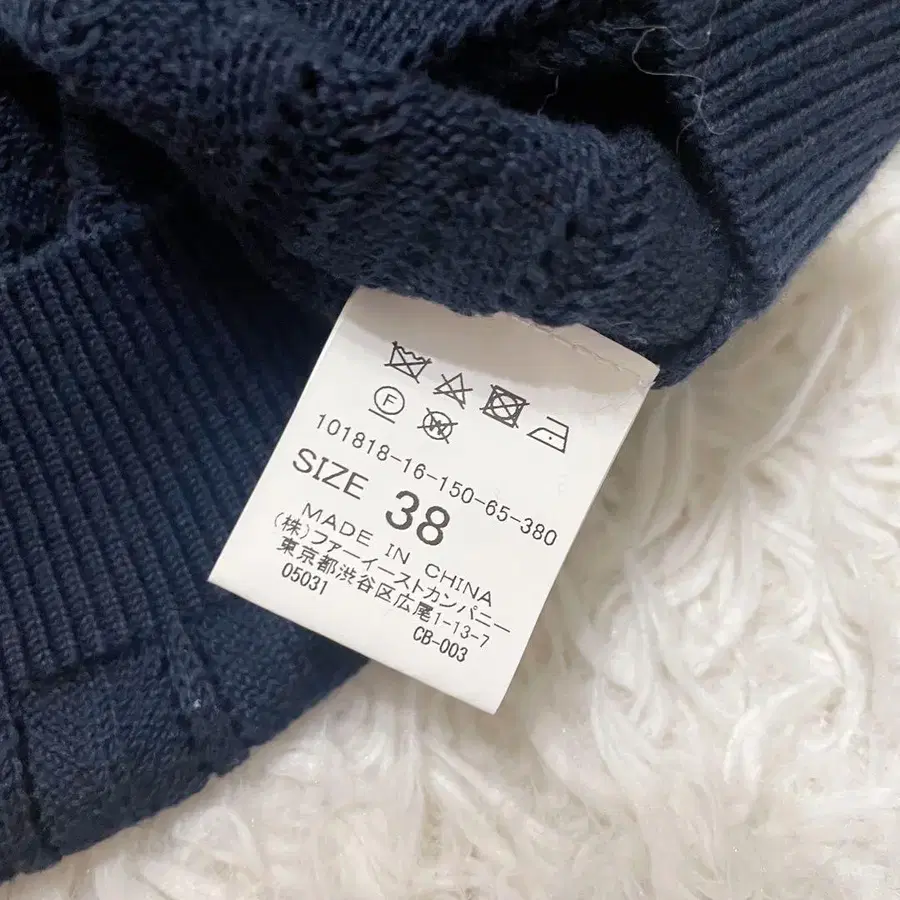 F
W
101818-16-150-65-380
SIZE 38
MADE IN CHINA
(株)ファーイーストカンパニー
東京都渋谷区広尾1-13-7
05031 CB-003